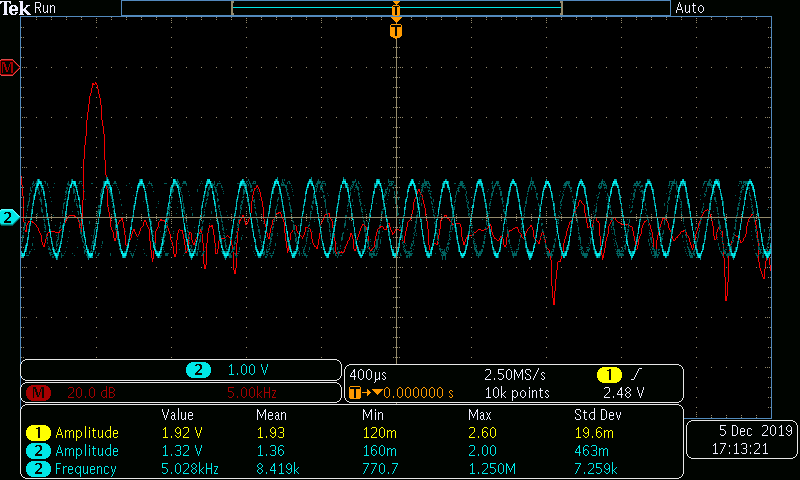 Tek Run Auto
T
T
M
2
2 1.00 V
M 20.0 dB 5.00kHz
400µs 2.50MS/s 1
T 0.000000 s 10k points 2.48 V
Value Mean Min Max Std Dev
1 Amplitude 1.92 V 1.93 120m 2.60 19.6m
2 Amplitude 1.32 V 1.36 160m 2.00 463m
2 Frequency 5.028kHz 8.419k 770.7 1.250M 7.259k
5 Dec 2019
17:13:21